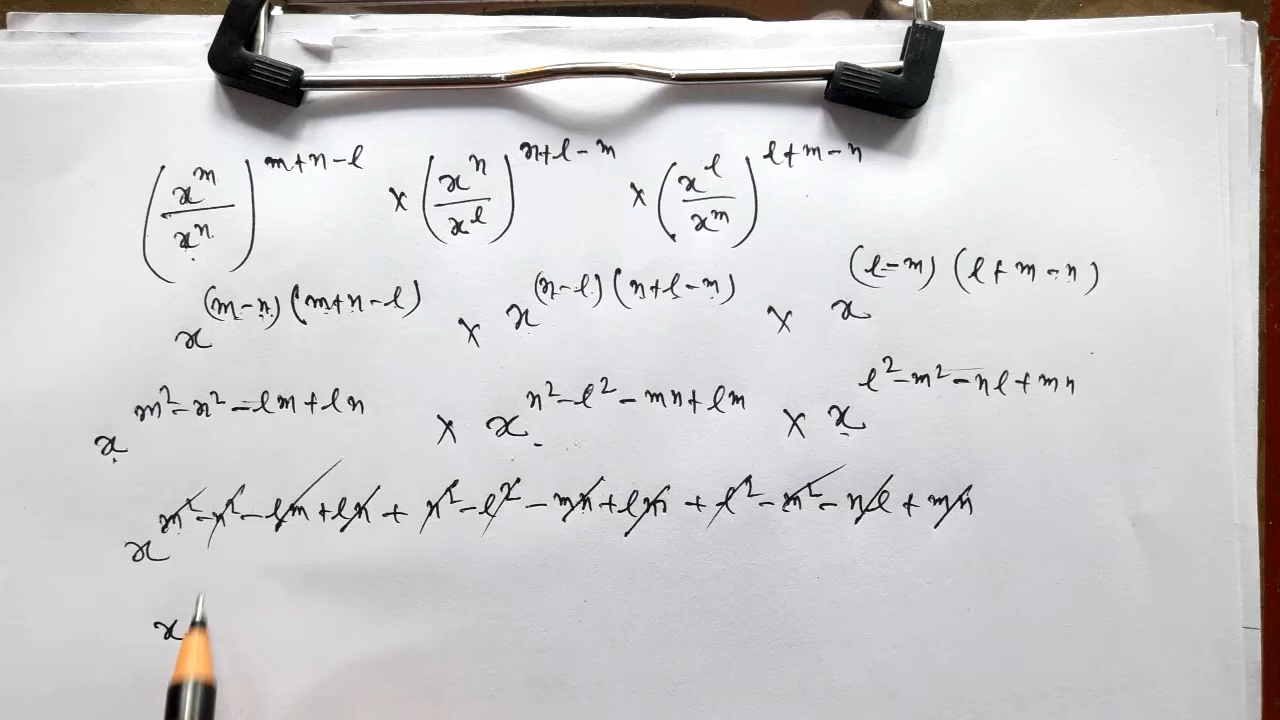 (x^m/x^n)^{m+n-l} × (x^n/x^l)^{n+l-m} × (x^l/x^m)^{l+m-n}
x^{(m-n)(m+n-l)} × x^{(n-l)(n+l-m)} × x^{(l-m)(l+m-n)}
x^{m²-n²-lm+ln} × x^{n²-l²-mn+lm} × x^{l²-m²-nl+mn}
x^{m²-n²-lm+ln+n²-l²-mn+lm+l²-m²-nl+mn}
x